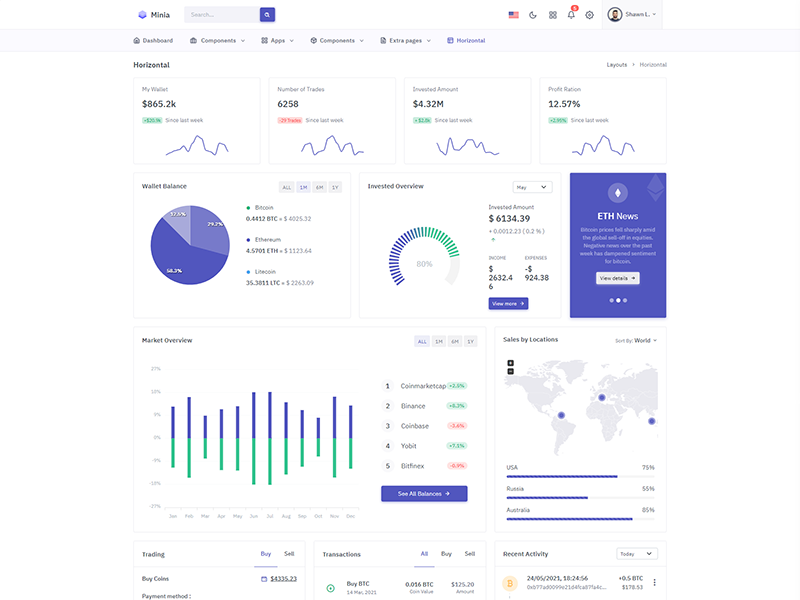 Minia
Search...
5
Shawn L.
Dashboard
Components
Apps
Components
Extra pages
Horizontal
Horizontal
Layouts > Horizontal
My Wallet
$865.2k
+$20.9k Since last week
Number of Trades
6258
-29 Trades Since last week
Invested Amount
$4.32M
+ $2.8k Since last week
Profit Ration
12.57%
+2.95% Since last week
Wallet Balance
ALL 1M 6M 1Y
17.6%
29.2%
58.3%
Bitcoin
0.4412 BTC = $ 4025.32
Ethereum
4.5701 ETH = $ 1123.64
Litecoin
35.3811 LTC = $ 2263.09
Invested Overview
May
80%
Invested Amount
$ 6134.39
+ 0.0012.23 ( 0.2 % )
INCOME
$
2632.4
6
EXPENSES
-$
924.38
View more
ETH News
Bitcoin prices fell sharply amid
the global sell-off in equities.
Negative news over the past
week has dampened sentiment
for bitcoin.
View details
Market Overview
ALL 1M 6M 1Y
27%
18%
9%
0%
-9%
-18%
-27%
Jan Feb Mar Apr May Jun Jul Aug Sep Oct Nov Dec
1 Coinmarketcap +2.5%
2 Binance +8.3%
3 Coinbase -3.6%
4 Yobit +7.1%
5 Bitfinex -0.9%
See All Balances
Sales by Locations
Sort By: World
+
−
USA 75%
Russia 55%
Australia 85%
Trading
Buy Sell
Buy Coins
$4335.23
Payment method :
Transactions
All Buy Sell
Buy BTC
14 Mar, 2021
0.016 BTC
Coin Value
$125.20
Amount
Recent Activity
Today
24/05/2021, 18:24:56
0xb77ad0099e21d4fca87fa4c...
+0.5 BTC
$178.53